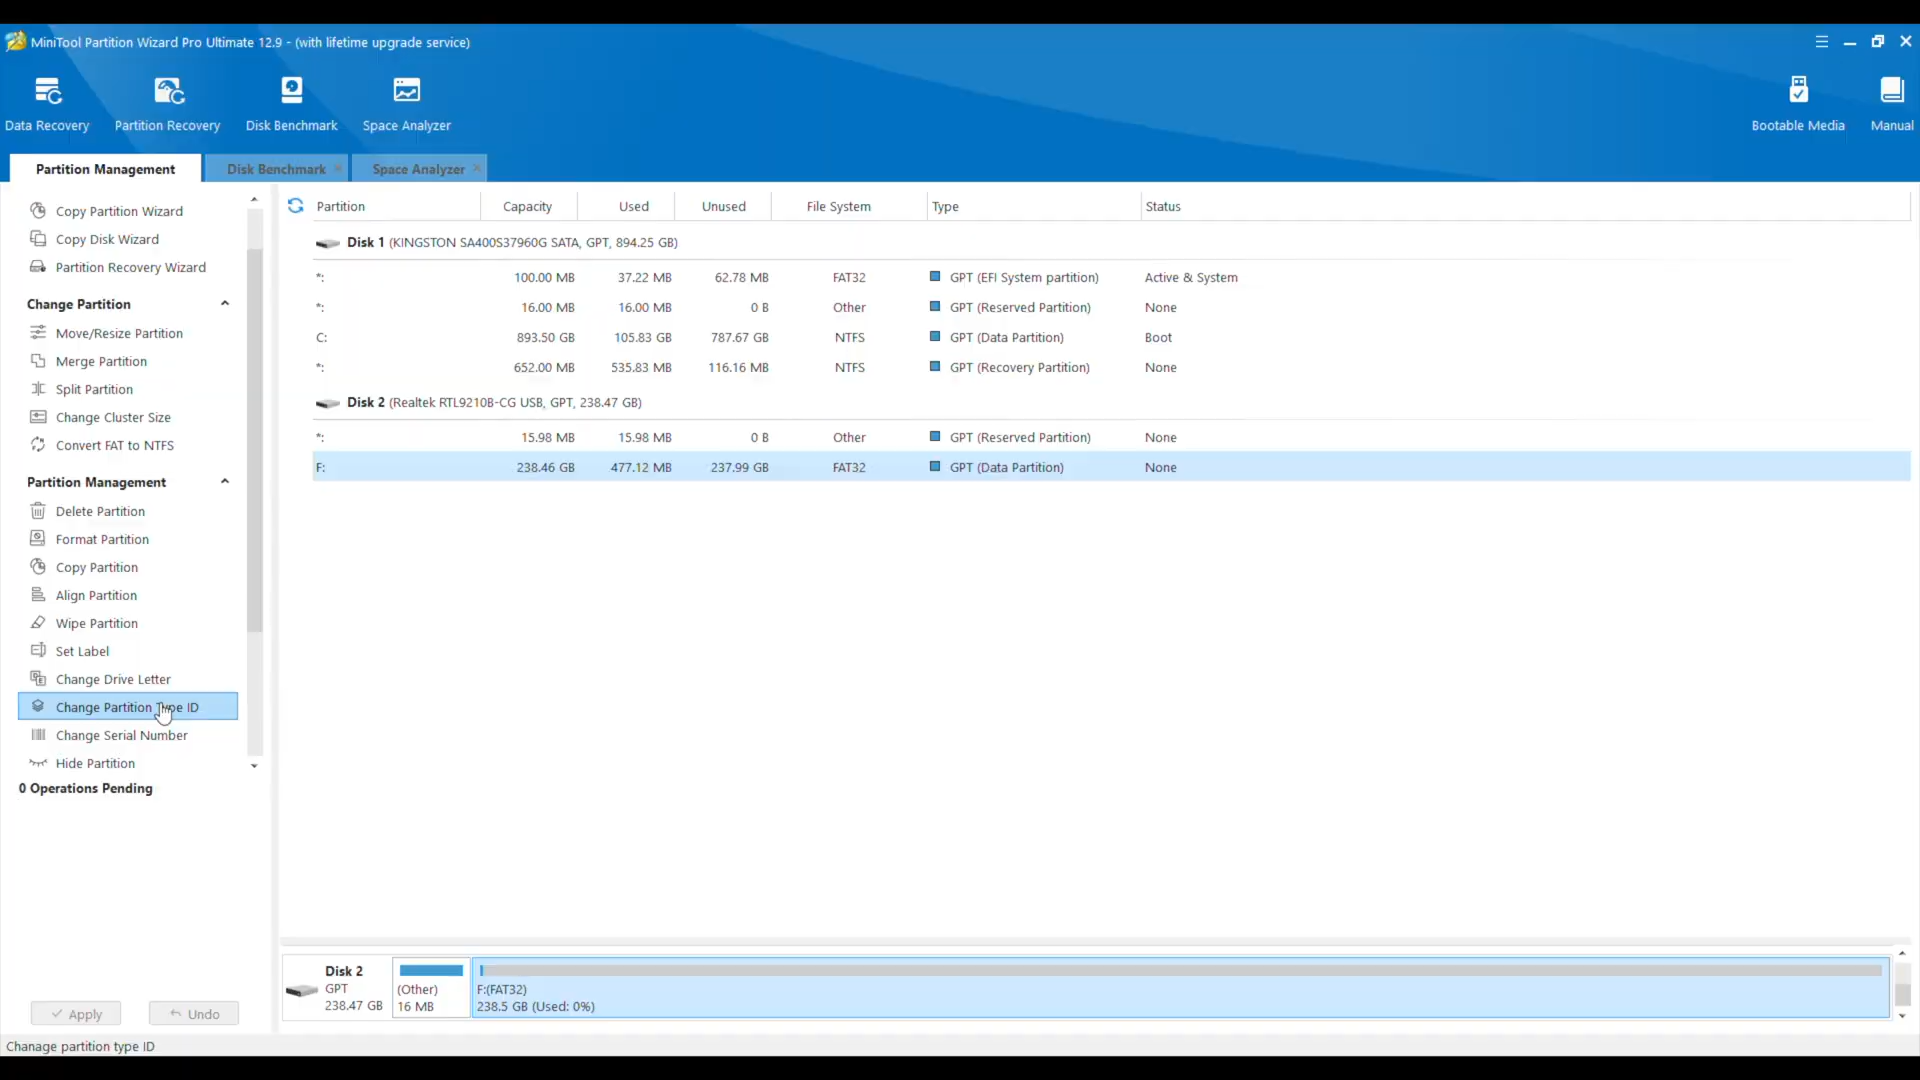 MiniTool Partition Wizard Pro Ultimate 12.9 - (with lifetime upgrade service)
Data Recovery Partition Recovery Disk Benchmark Space Analyzer Bootable Media Manual
Partition Management Disk Benchmark Space Analyzer
Copy Partition Wizard
Copy Disk Wizard
Partition Recovery Wizard
Change Partition
Move/Resize Partition
Merge Partition
Split Partition
Change Cluster Size
Convert FAT to NTFS
Partition Management
Delete Partition
Format Partition
Copy Partition
Align Partition
Wipe Partition
Set Label
Change Drive Letter
Change Partition Type ID
Change Serial Number
Hide Partition
0 Operations Pending
Apply Undo
Partition Capacity Used Unused File System Type Status
Disk 1 (KINGSTON SA400S37960G SATA, GPT, 894.25 GB)
*: 100.00 MB 37.22 MB 62.78 MB FAT32 GPT (EFI System partition) Active & System
*: 16.00 MB 16.00 MB 0 B Other GPT (Reserved Partition) None
C: 893.50 GB 105.83 GB 787.67 GB NTFS GPT (Data Partition) Boot
*: 652.00 MB 535.83 MB 116.16 MB NTFS GPT (Recovery Partition) None
Disk 2 (Realtek RTL9210B-CG USB, GPT, 238.47 GB)
*: 15.98 MB 15.98 MB 0 B Other GPT (Reserved Partition) None
F: 238.46 GB 477.12 MB 237.99 GB FAT32 GPT (Data Partition) None
Disk 2
GPT
238.47 GB
(Other)
16 MB
F:(FAT32)
238.5 GB (Used: 0%)
Chanage partition type ID